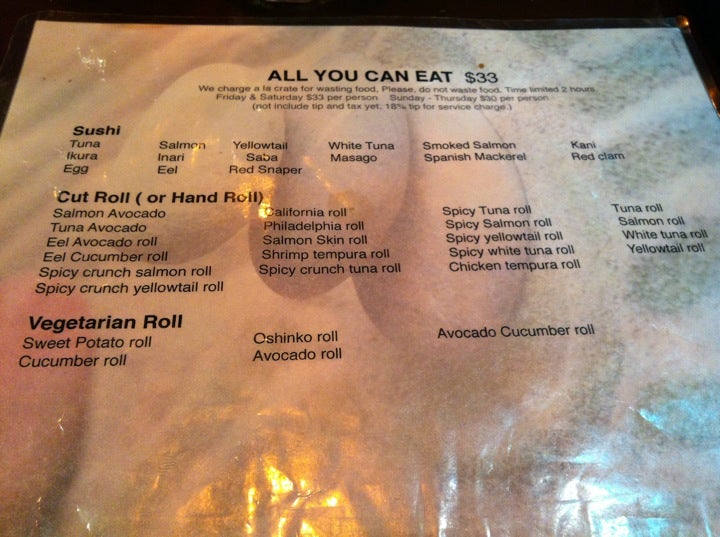 ALL YOU CAN EAT $33
We charge a la crate for wasting food, Please, do not waste food. Time limited 2 hours
Friday & Saturday $33 per person Sunday - Thursday $30 per person
(not include tip and tax yet, 18% tip for service charge.)
Sushi
Tuna Salmon Yellowtail White Tuna Smoked Salmon Kani
Ikura Inari Saba Masago Spanish Mackerel Red clam
Egg Eel Red Snaper
Cut Roll ( or Hand Roll)
Salmon Avocado California roll Spicy Tuna roll Tuna roll
Tuna Avocado Philadelphia roll Spicy Salmon roll Salmon roll
Eel Avocado roll Salmon Skin roll Spicy yellowtail roll White tuna roll
Eel Cucumber roll Shrimp tempura roll Spicy white tuna roll Yellowtail roll
Spicy crunch salmon roll Spicy crunch tuna roll Chicken tempura roll
Spicy crunch yellowtail roll
Vegetarian Roll
Sweet Potato roll Oshinko roll Avocado Cucumber roll
Cucumber roll Avocado roll